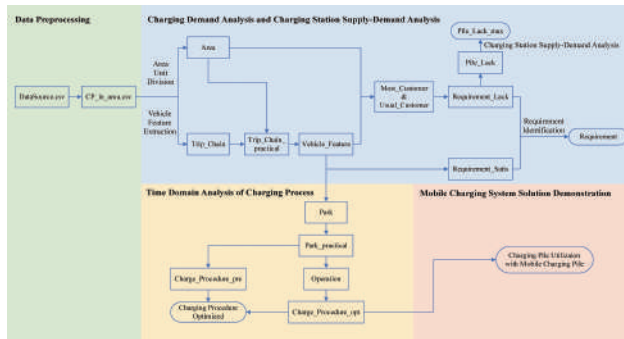 Data Preprocessing
Charging Demand Analysis and Charging Station Supply-Demand Analysis
Pile_Lack_max
Charging Station Supply-Demand Analysis
Area
Pile_Lack
Area
Unit
Division
DataSource.csv
CP_in_area.csv
Most_Customer
&
Usual_Customer
Requirement_Lack
Vehicle
Feature
Extraction
Requirement
Identification
Requirement
Trip_Chain
Trip_Chain_
practical
Vehicle_Feature
Requirement_Satis
Time Domain Analysis of Charging Process
Mobile Charging System Solution Demonstration
Park
Park_practical
Charging Pile Utilization
with Mobile Charging Pile
Charge_Procedure_pre
Operation
Charging Procedure
Optimized
Charge_Procedure_opt